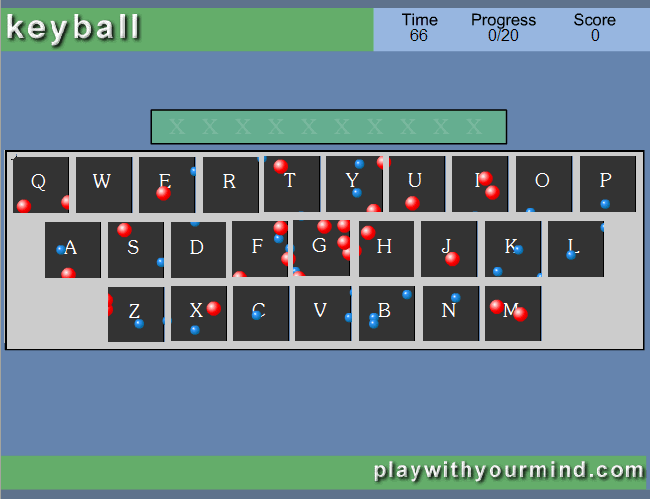 keyball
Time Progress Score
66 0/20 0
X X X X X X X X X X
Q W E R T Y U I O P
A S D F G H J K L
Z X C V B N M
playwithyourmind.com